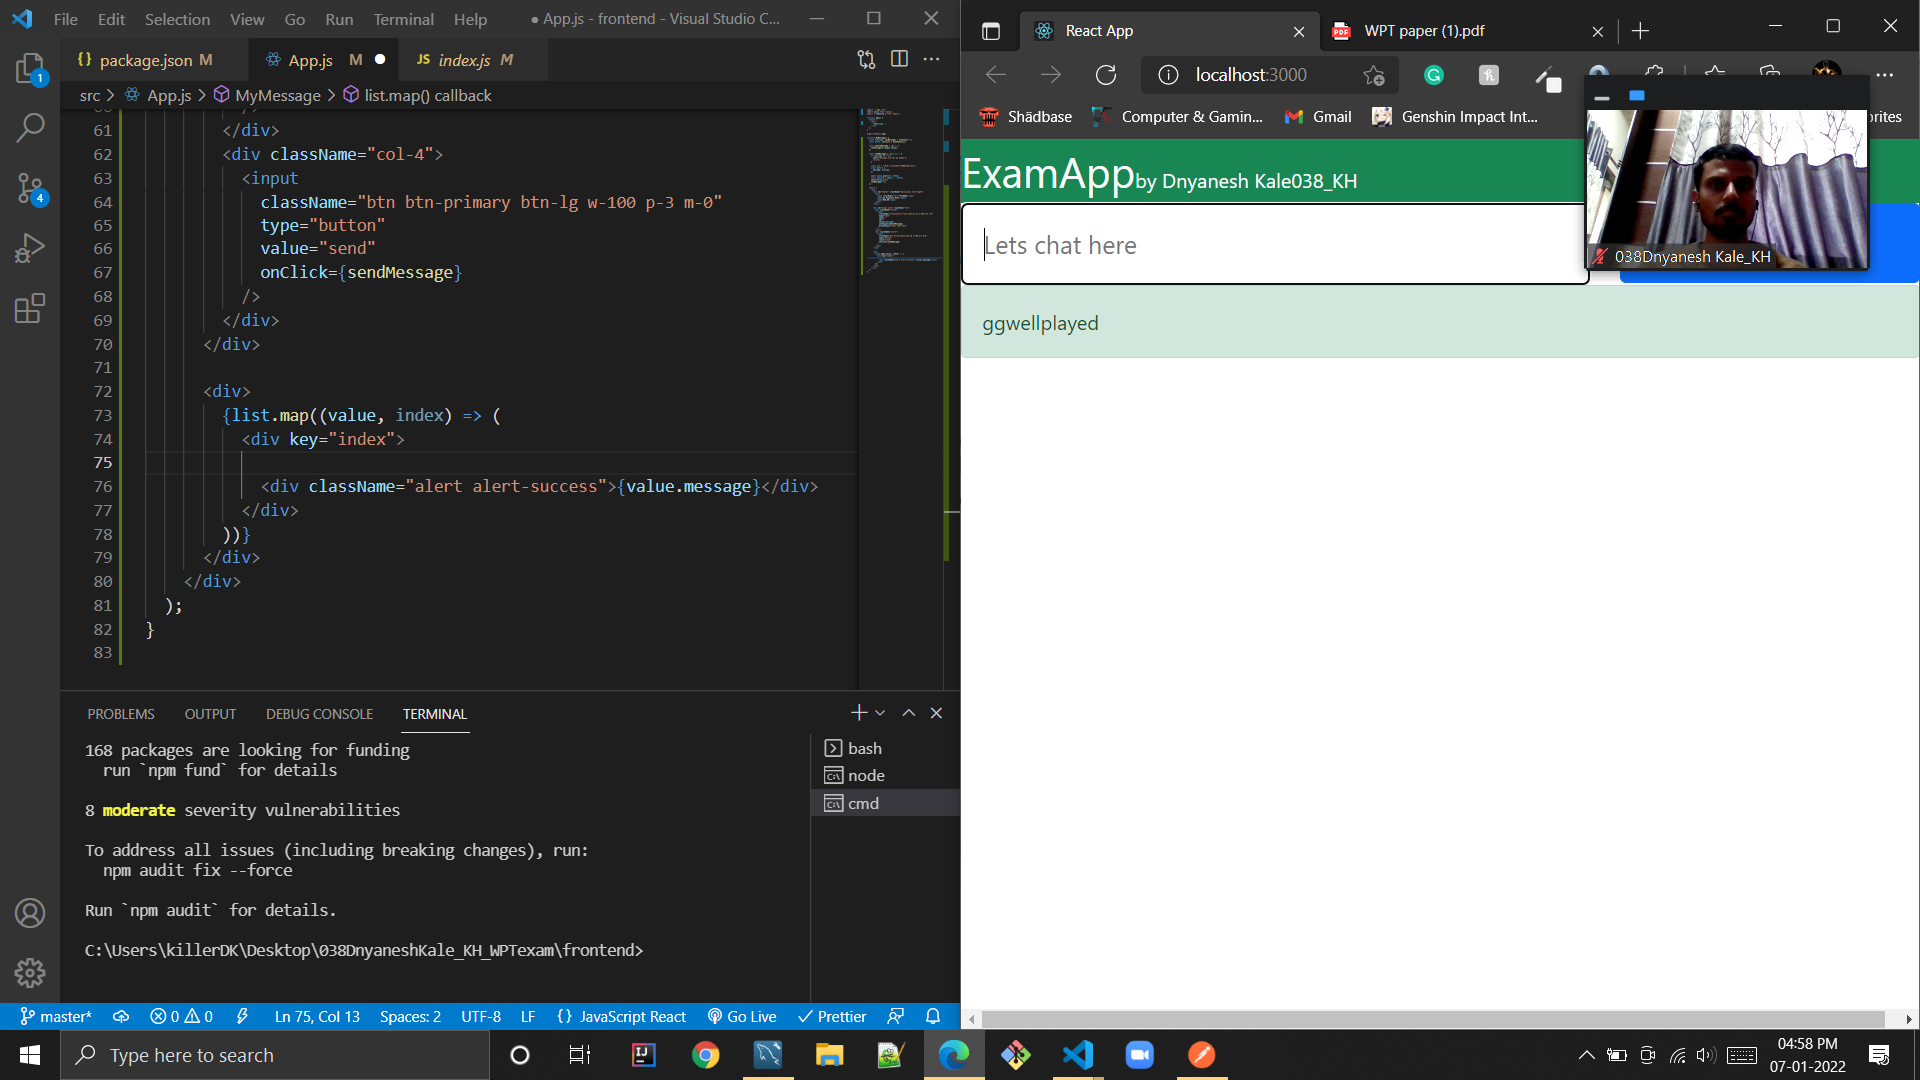 File Edit Selection View Go Run Terminal Help ● App.js - frontend - Visual Studio C...
{} package.json M App.js M ● JS index.js M
src > App.js > MyMessage > list.map() callback
61 </div>
62 <div className="col-4">
63 <input
64 className="btn btn-primary btn-lg w-100 p-3 m-0"
65 type="button"
66 value="send"
67 onClick={sendMessage}
68 />
69 </div>
70 </div>
71
72 <div>
73 {list.map((value, index) => (
74 <div key="index">
75
76 <div className="alert alert-success">{value.message}</div>
77 </div>
78 ))}
79 </div>
80 </div>
81 );
82 }
83
PROBLEMS OUTPUT DEBUG CONSOLE TERMINAL
168 packages are looking for funding
run `npm fund` for details
8 moderate severity vulnerabilities
To address all issues (including breaking changes), run:
npm audit fix --force
Run `npm audit` for details.
C:\Users\killerDK\Desktop\038DnyaneshKale_KH_WPTexam\frontend>
bash
node
cmd
master* 0 0 Ln 75, Col 13 Spaces: 2 UTF-8 LF {} JavaScript React Go Live Prettier
React App WPT paper (1).pdf
localhost:3000
Shädbase Computer & Gamin... Gmail Genshin Impact Int... orites
ExamAppby Dnyanesh Kale038_KH
Lets chat here
ggwellplayed
038Dnyanesh Kale_KH
Type here to search
04:58 PM
07-01-2022